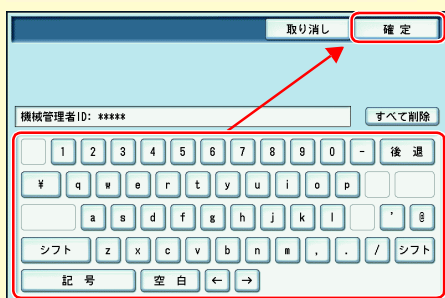 取り消し 確 定
機械管理者ID: ***** すべて削除
1 2 3 4 5 6 7 8 9 0 - 後 退
¥ q w e r t y u i o p
a s d f g h j k l ' @
シフト z x c v b n m , . / シフト
記 号 空 白 ← →